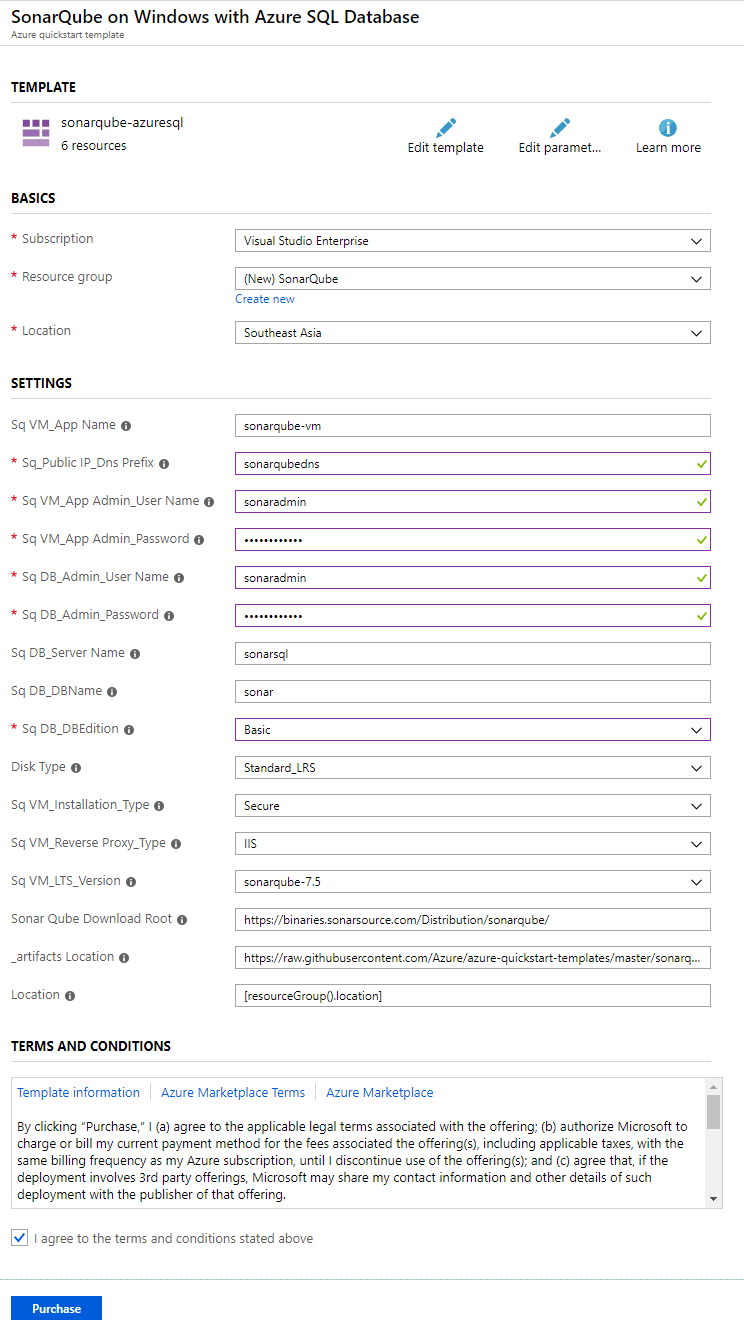 SonarQube on Windows with Azure SQL Database
Azure quickstart template
TEMPLATE
sonarqube-azuresql
6 resources
Edit template
Edit paramet...
Learn more
BASICS
* Subscription
Visual Studio Enterprise
* Resource group
(New) SonarQube
Create new
* Location
Southeast Asia
SETTINGS
Sq VM_App Name
sonarqube-vm
* Sq_Public IP_Dns Prefix
sonarqubedns
* Sq VM_App Admin_User Name
sonaradmin
* Sq VM_App Admin_Password
••••••••••••
* Sq DB_Admin_User Name
sonaradmin
* Sq DB_Admin_Password
••••••••••••
Sq DB_Server Name
sonarsql
Sq DB_DBName
sonar
* Sq DB_DBEdition
Basic
Disk Type
Standard_LRS
Sq VM_Installation_Type
Secure
Sq VM_Reverse Proxy_Type
IIS
Sq VM_LTS_Version
sonarqube-7.5
Sonar Qube Download Root
https://binaries.sonarsource.com/Distribution/sonarqube/
_artifacts Location
https://raw.githubusercontent.com/Azure/azure-quickstart-templates/master/sonarq...
Location
[resourceGroup().location]
TERMS AND CONDITIONS
Template information | Azure Marketplace Terms | Azure Marketplace
By clicking “Purchase,” I (a) agree to the applicable legal terms associated with the offering; (b) authorize Microsoft to
charge or bill my current payment method for the fees associated the offering(s), including applicable taxes, with the
same billing frequency as my Azure subscription, until I discontinue use of the offering(s); and (c) agree that, if the
deployment involves 3rd party offerings, Microsoft may share my contact information and other details of such
deployment with the publisher of that offering.
I agree to the terms and conditions stated above
Purchase